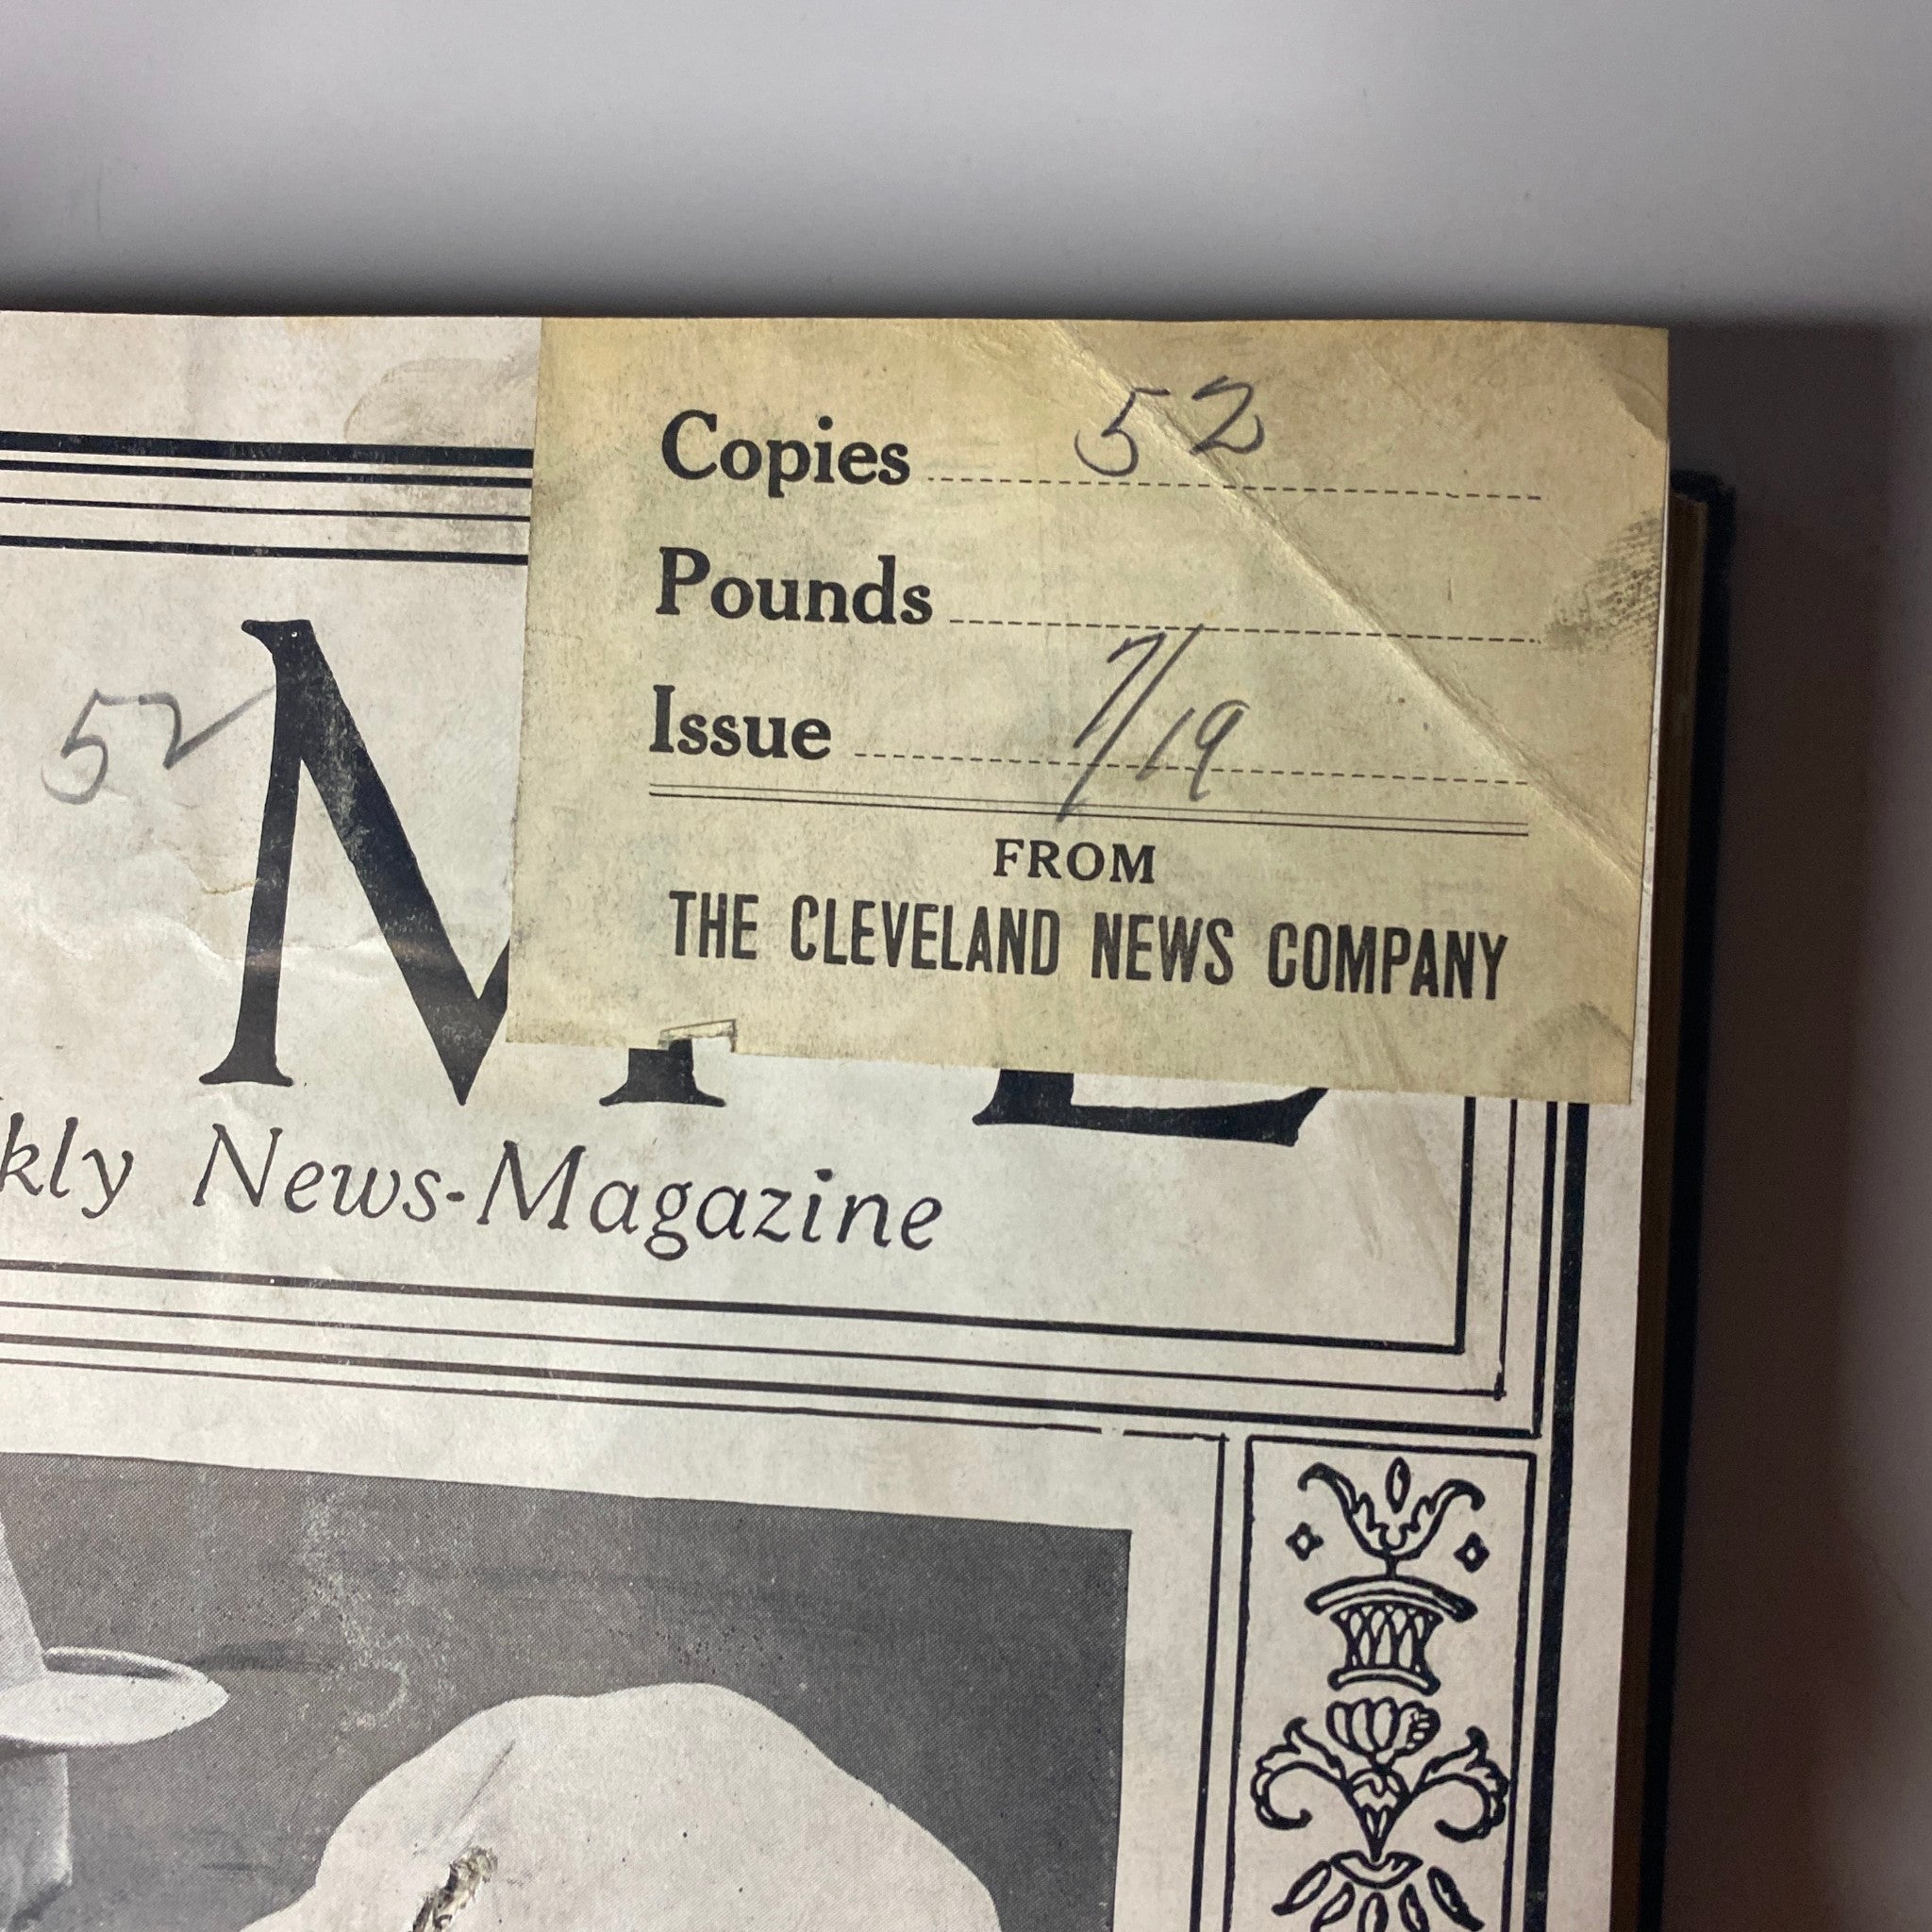 Copies 52
Pounds
Issue 7/19
FROM
THE CLEVELAND NEWS COMPANY
52
M E
kly News-Magazine